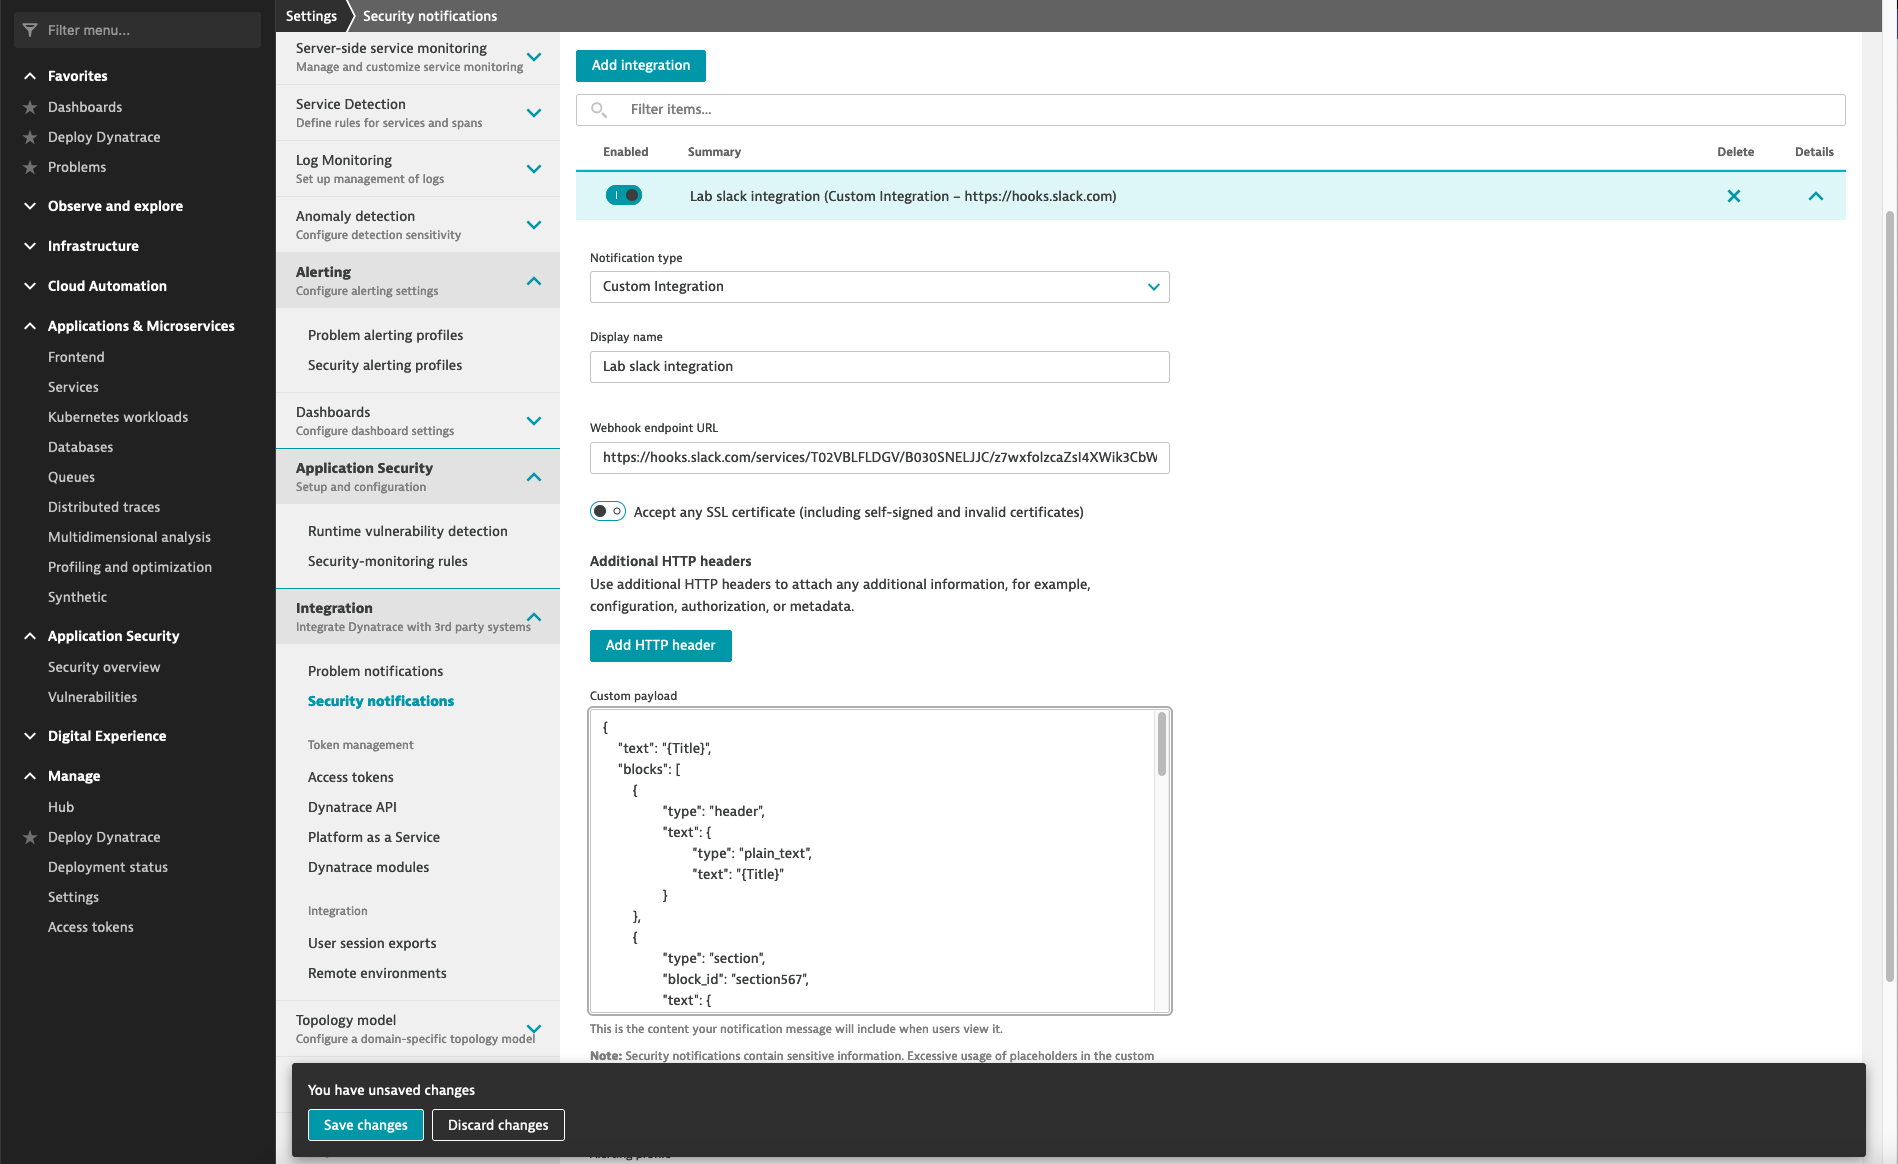 Filter menu...
Favorites
Dashboards
Deploy Dynatrace
Problems
Observe and explore
Infrastructure
Cloud Automation
Applications & Microservices
Frontend
Services
Kubernetes workloads
Databases
Queues
Distributed traces
Multidimensional analysis
Profiling and optimization
Synthetic
Application Security
Security overview
Vulnerabilities
Digital Experience
Manage
Hub
Deploy Dynatrace
Deployment status
Settings
Access tokens
Settings
Security notifications
Server-side service monitoring
Manage and customize service monitoring
Service Detection
Define rules for services and spans
Log Monitoring
Set up management of logs
Anomaly detection
Configure detection sensitivity
Alerting
Configure alerting settings
Problem alerting profiles
Security alerting profiles
Dashboards
Configure dashboard settings
Application Security
Setup and configuration
Runtime vulnerability detection
Security-monitoring rules
Integration
Integrate Dynatrace with 3rd party systems
Problem notifications
Security notifications
Token management
Access tokens
Dynatrace API
Platform as a Service
Dynatrace modules
Integration
User session exports
Remote environments
Topology model
Configure a domain-specific topology model
Add integration
Filter items...
Enabled Summary Delete Details
Lab slack integration (Custom Integration – https://hooks.slack.com)
Notification type
Custom Integration
Display name
Lab slack integration
Webhook endpoint URL
https://hooks.slack.com/services/T02VBLFLDGV/B030SNELJJC/z7wxfolzcaZsl4XWik3CbW
Accept any SSL certificate (including self-signed and invalid certificates)
Additional HTTP headers
Use additional HTTP headers to attach any additional information, for example,
configuration, authorization, or metadata.
Add HTTP header
Custom payload
{
"text": "{Title}",
"blocks": [
{
"type": "header",
"text": {
"type": "plain_text",
"text": "{Title}"
}
},
{
"type": "section",
"block_id": "section567",
"text": {
This is the content your notification message will include when users view it.
Note: Security notifications contain sensitive information. Excessive usage of placeholders in the custom
You have unsaved changes
Save changes
Discard changes